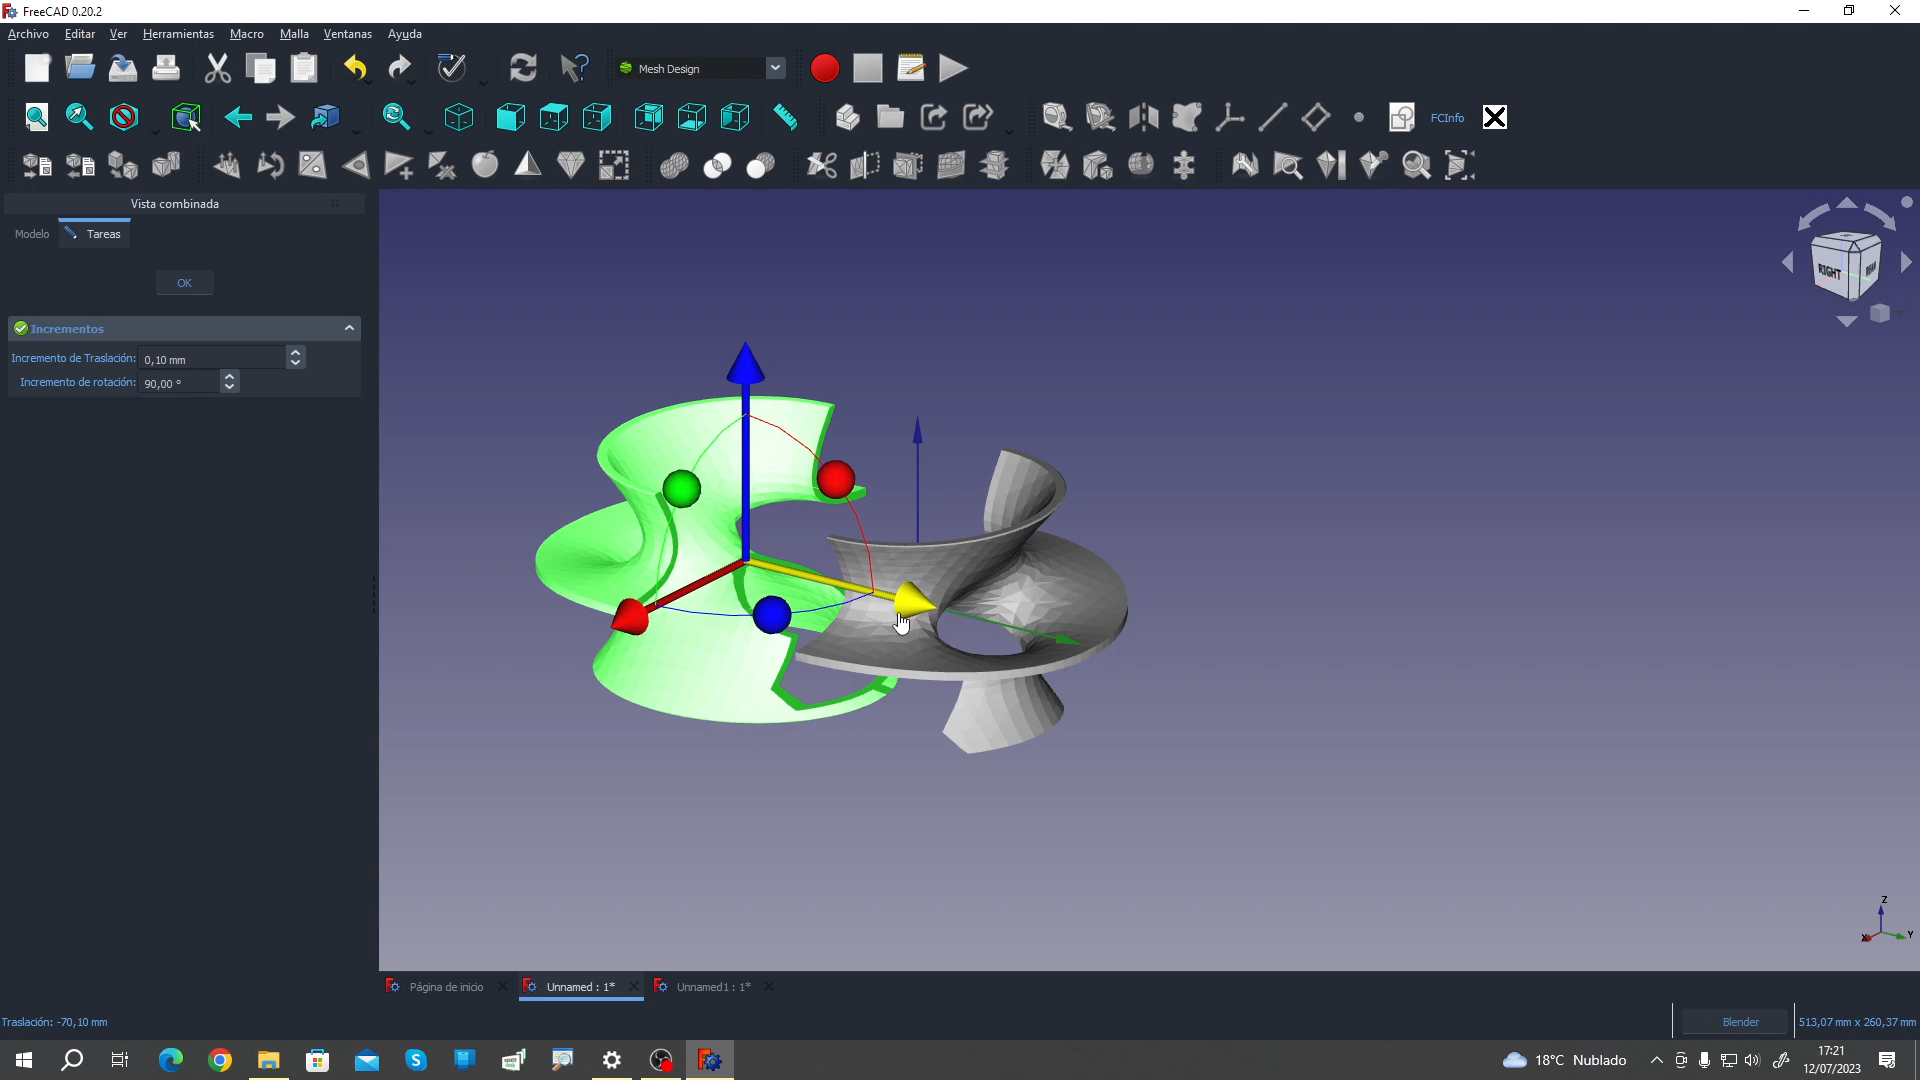 FreeCAD 0.20.2
Archivo Editar Ver Herramientas Macro Malla Ventanas Ayuda
Mesh Design
FCInfo
Vista combinada
Modelo Tareas
OK
Incrementos
Incremento de Traslación: 0,10 mm
Incremento de rotación: 90,00 °
RIGHT
Z
X
Y
Página de inicio Unnamed : 1* Unnamed1 : 1*
Traslación: -70,10 mm
Blender 513,07 mm x 260,37 mm
18°C Nublado
17:21
12/07/2023